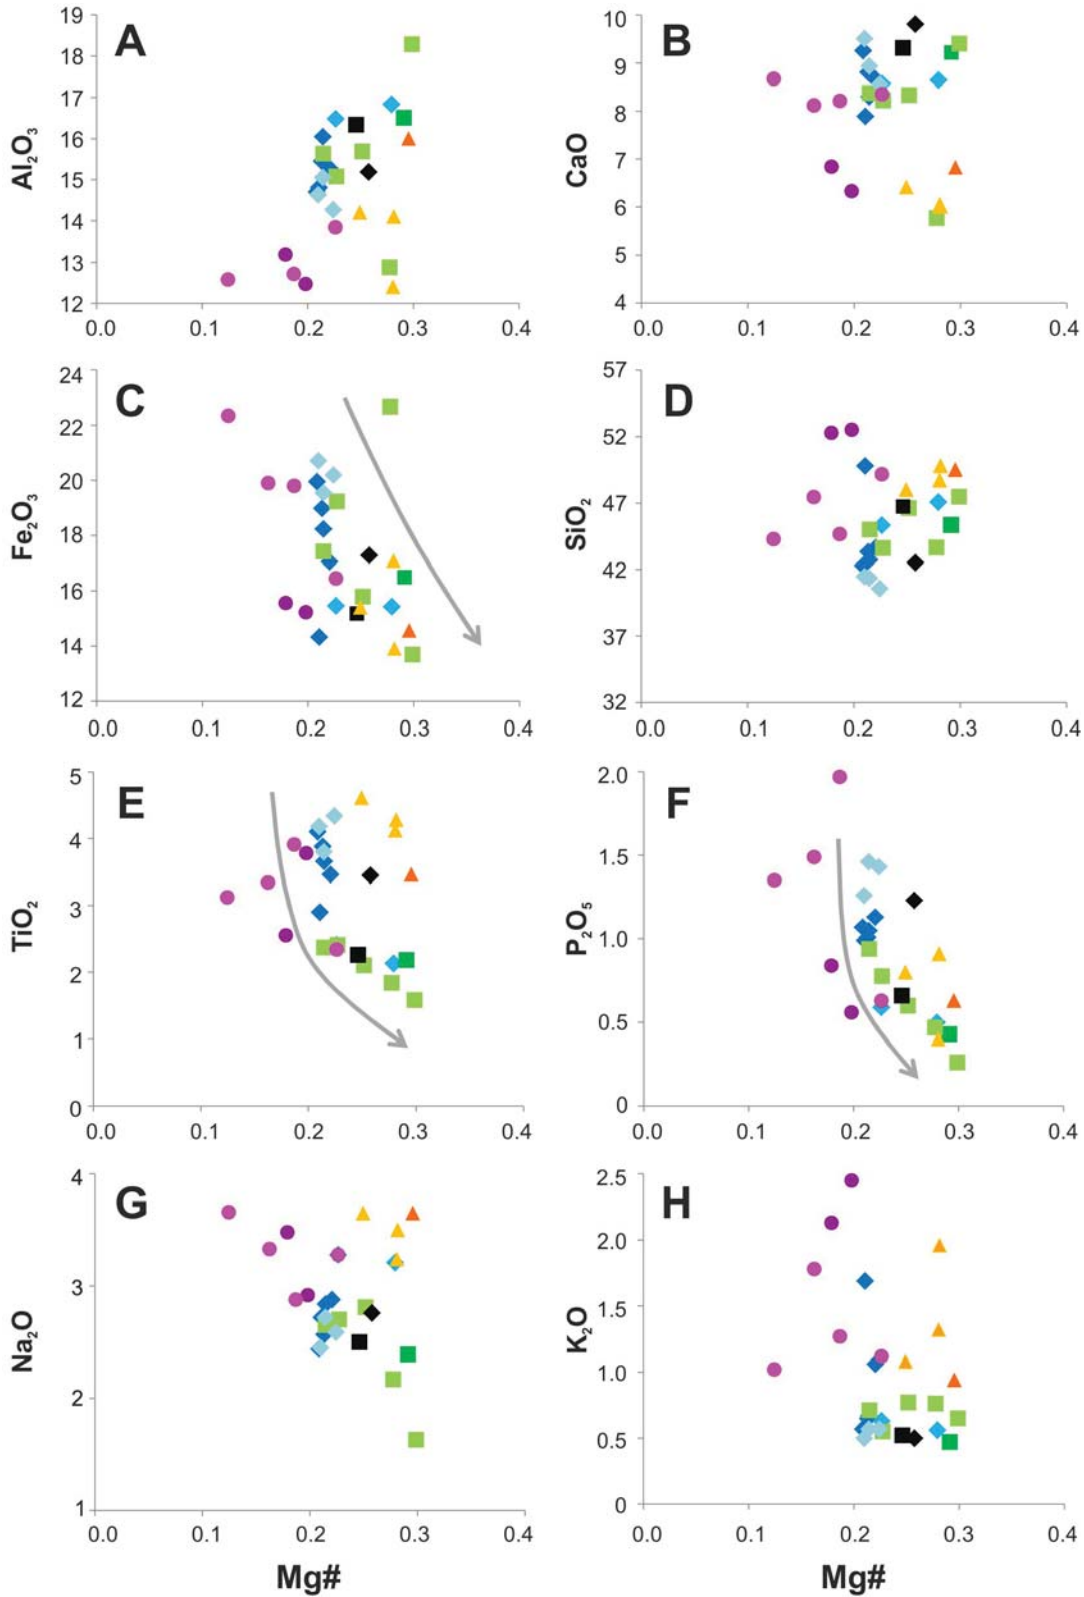 A
Al₂O₃
19
18
17
16
15
14
13
12
0.0 0.1 0.2 0.3 0.4
B
CaO
10
9
8
7
6
5
4
0.0 0.1 0.2 0.3 0.4
C
Fe₂O₃
24
22
20
18
16
14
12
0.0 0.1 0.2 0.3 0.4
D
SiO₂
57
52
47
42
37
32
0.0 0.1 0.2 0.3 0.4
E
TiO₂
5
4
3
2
1
0
0.0 0.1 0.2 0.3 0.4
F
P₂O₅
2.0
1.5
1.0
0.5
0
0.0 0.1 0.2 0.3 0.4
G
Na₂O
4
3
2
1
0.0 0.1 0.2 0.3 0.4
Mg#
H
K₂O
2.5
2.0
1.5
1.0
0.5
0
0.0 0.1 0.2 0.3 0.4
Mg#